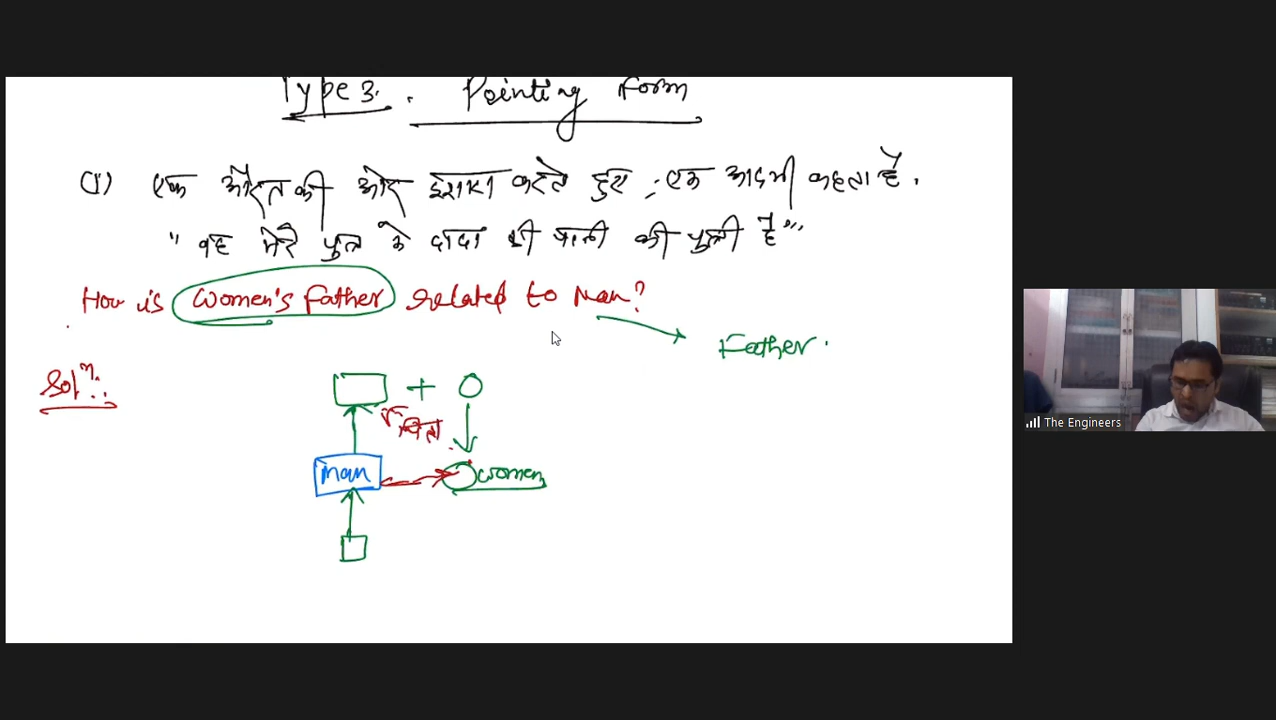 Type 3. Pointing form
(1) एक औरत की ओर इशारा करते हुए, एक आदमी कहता है.
" वह मेरे पुत्र के दादा की पत्नी की पुत्री है"
How is women's father related to Man?
Father.
Solⁿ:
+
पिता
man women
The Engineers